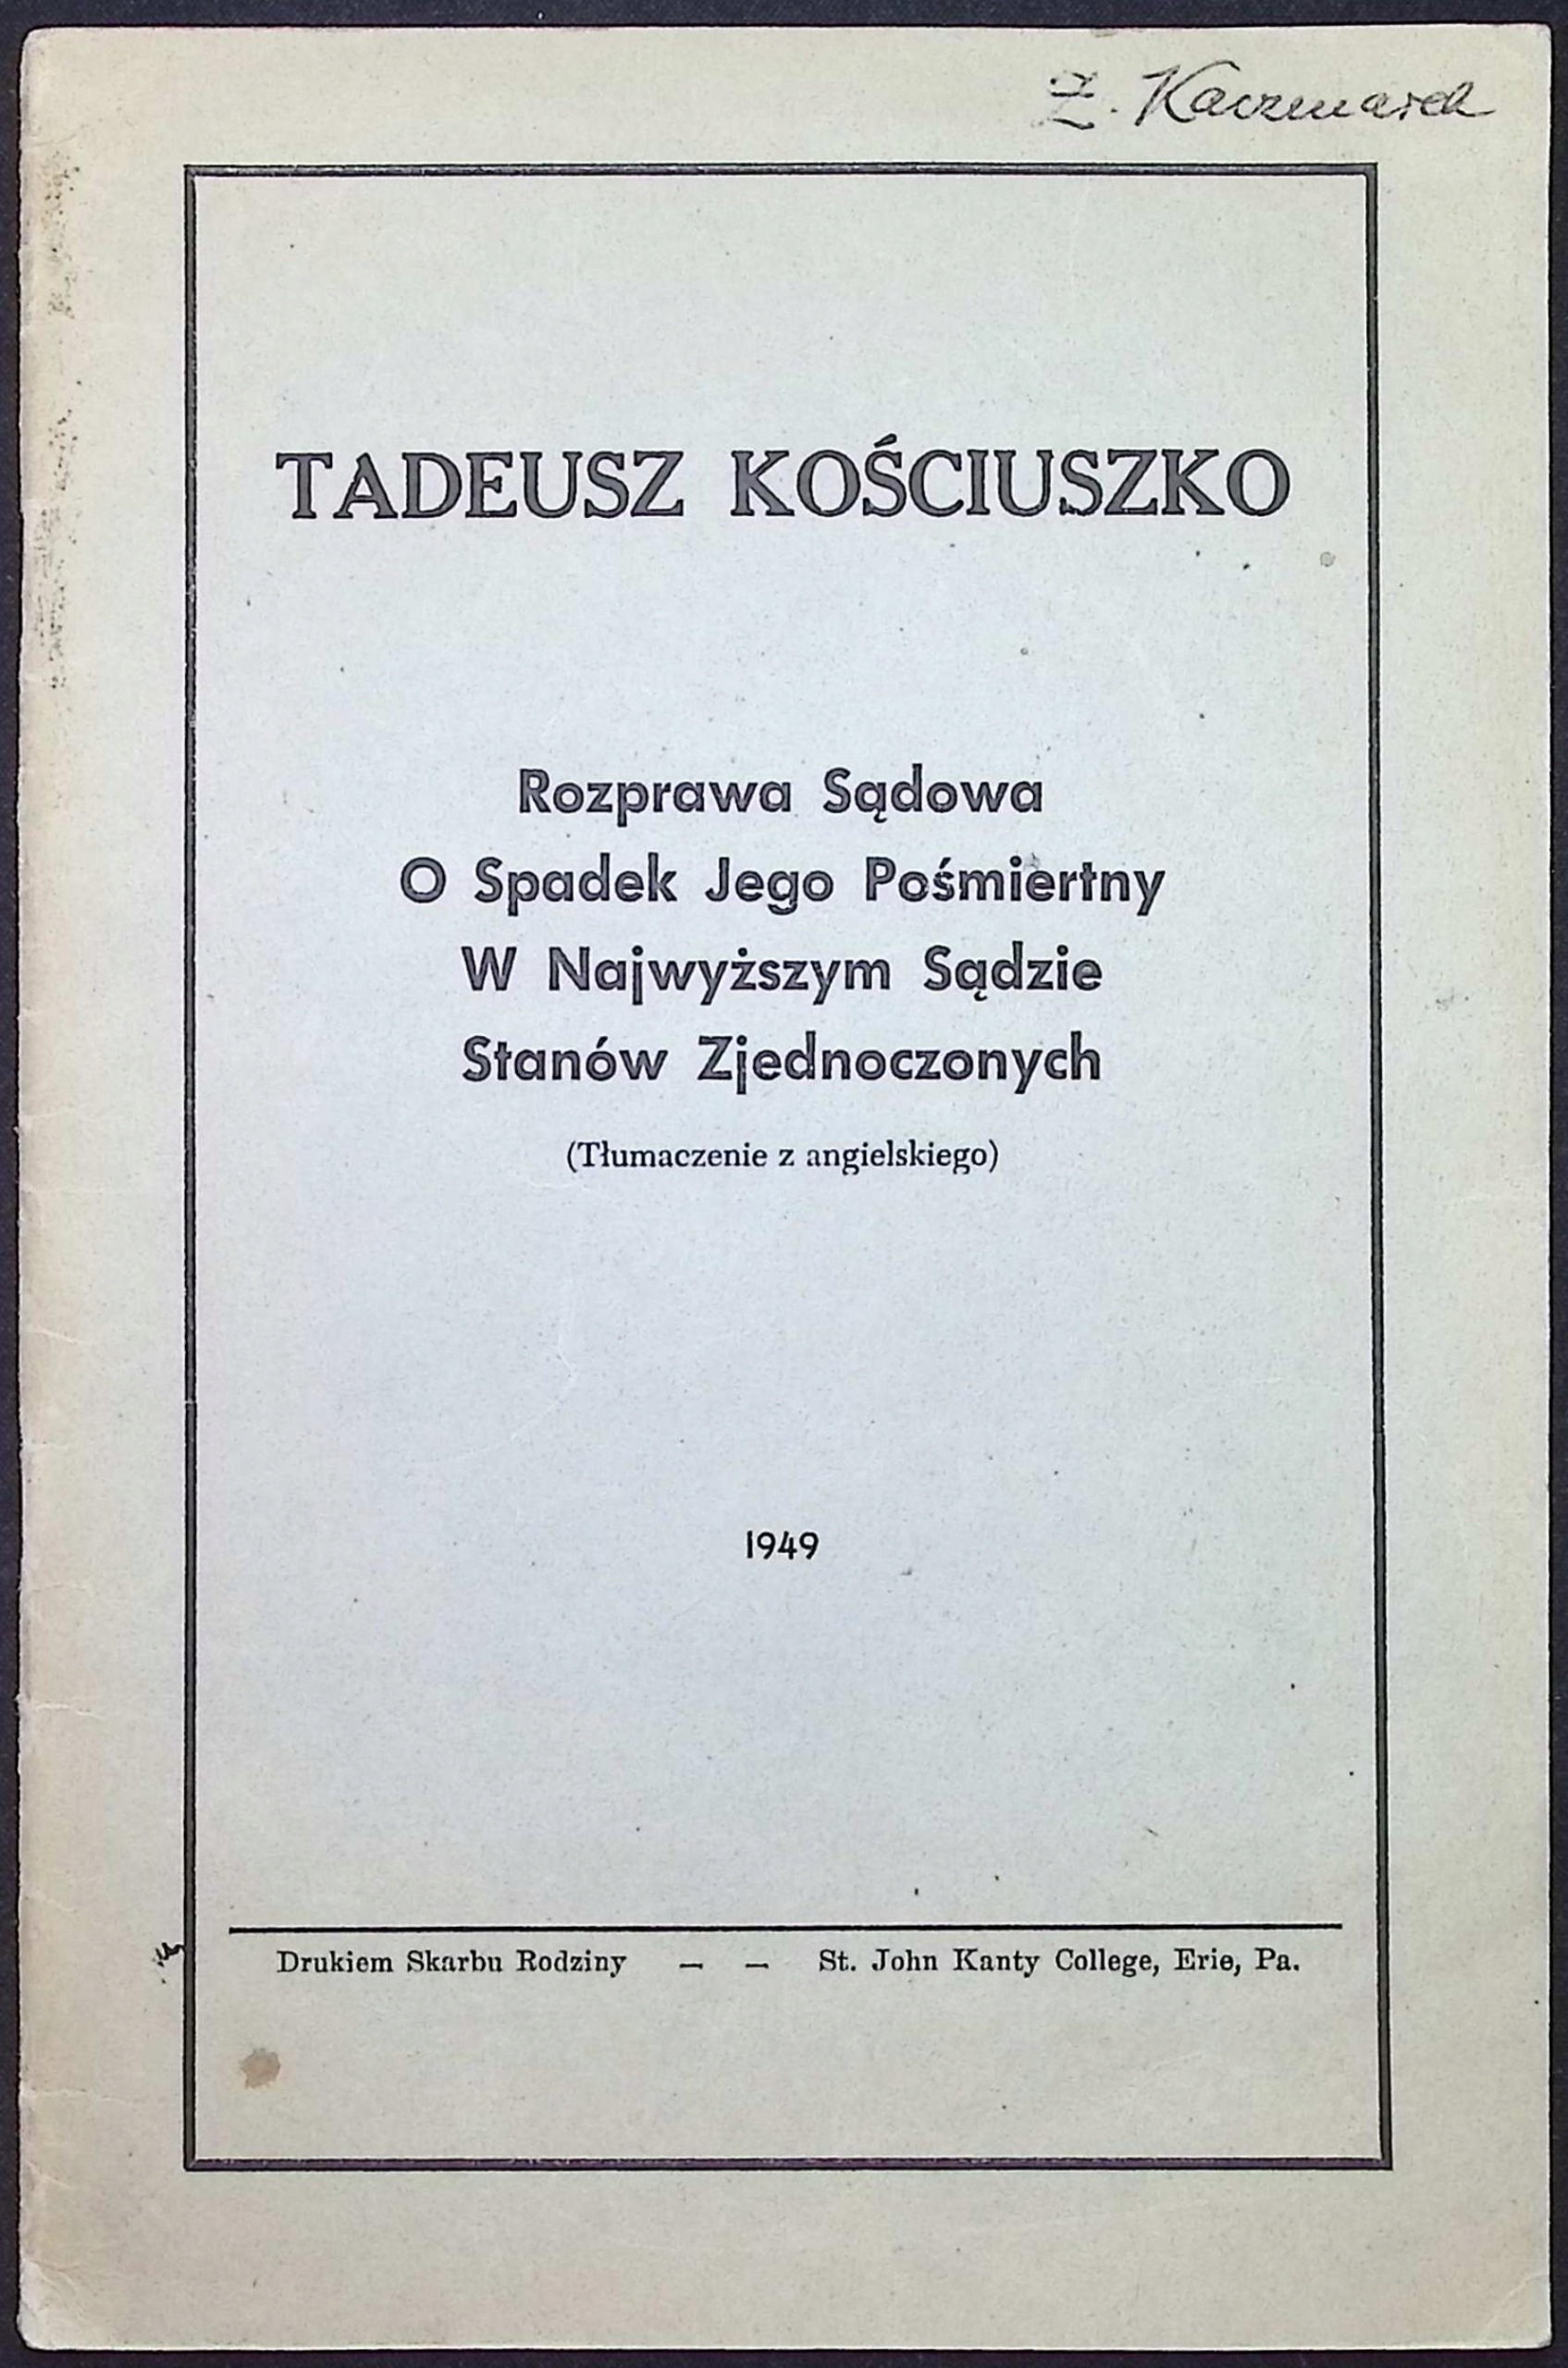 Z. Kaczmarek
TADEUSZ KOŚCIUSZKO
Rozprawa Sądowa
O Spadek Jego Pośmiertny
W Najwyższym Sądzie
Stanów Zjednoczonych
(Tłumaczenie z angielskiego)
1949
Drukiem Skarbu Rodziny — — St. John Kanty College, Erie, Pa.